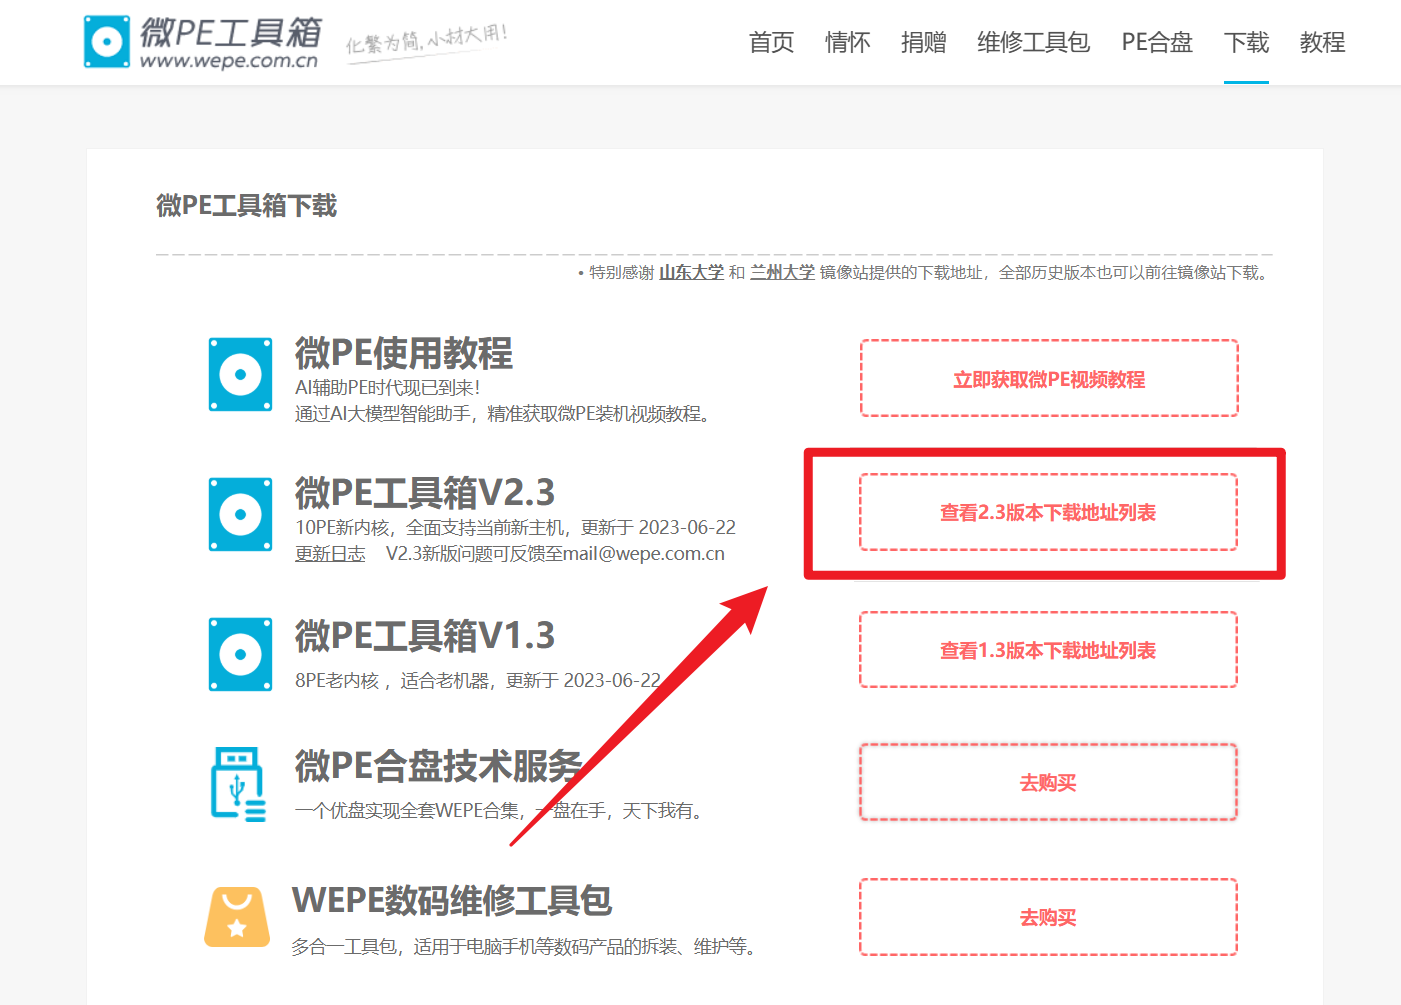 微PE工具箱
www.wepe.com.cn
化繁为简,小材大用!
首页 情怀 捐赠 维修工具包 PE合盘 下载 教程
微PE工具箱下载
• 特别感谢 山东大学 和 兰州大学 镜像站提供的下载地址，全部历史版本也可以前往镜像站下载。
微PE使用教程
AI辅助PE时代现已到来！
通过AI大模型智能助手，精准获取微PE装机视频教程。
立即获取微PE视频教程
微PE工具箱V2.3
10PE新内核，全面支持当前新主机，更新于 2023-06-22
更新日志 V2.3新版问题可反馈至mail@wepe.com.cn
查看2.3版本下载地址列表
微PE工具箱V1.3
8PE老内核 ，适合老机器，更新于 2023-06-22
查看1.3版本下载地址列表
微PE合盘技术服务
一个优盘实现全套WEPE合集，一盘在手，天下我有。
去购买
WEPE数码维修工具包
多合一工具包，适用于电脑手机等数码产品的拆装、维护等。
去购买